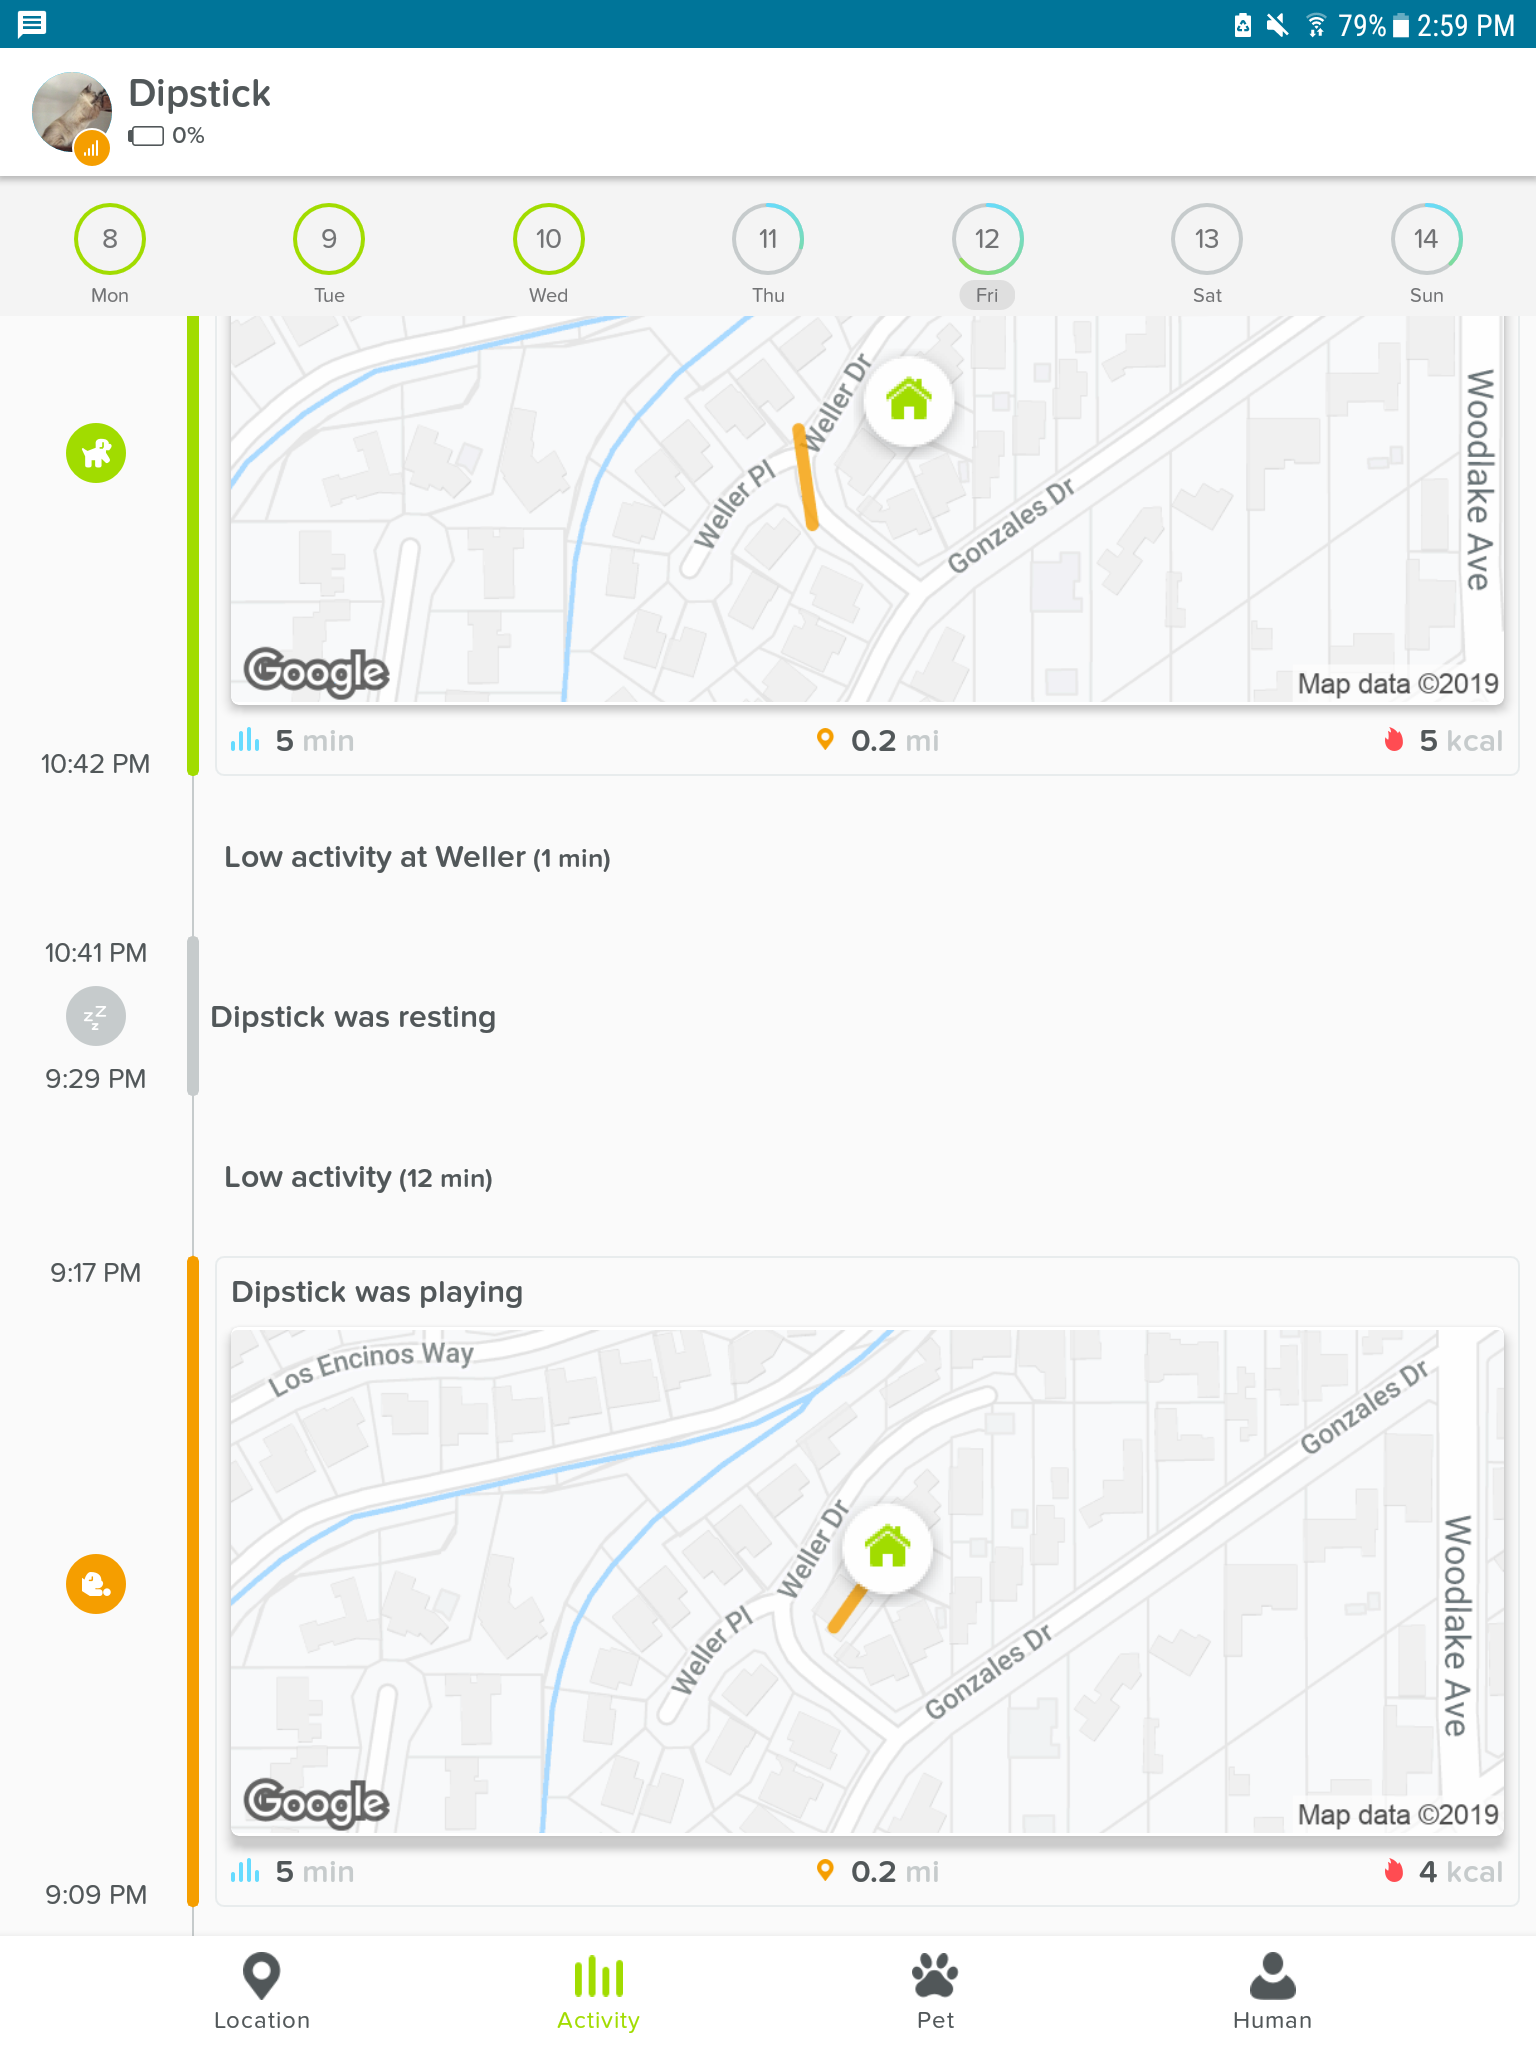 79% 2:59 PM
Dipstick
0%
8 9 10 11 12 13 14
Mon Tue Wed Thu Fri Sat Sun
Weller Dr
Weller Pl
Gonzales Dr
Woodlake Ave
Google
Map data ©2019
5 min 0.2 mi 5 kcal
10:42 PM
Low activity at Weller (1 min)
10:41 PM
zzz
Dipstick was resting
9:29 PM
Low activity (12 min)
9:17 PM
Dipstick was playing
Los Encinos Way
Gonzales Dr
Weller Dr
Weller Pl
Gonzales Dr
Woodlake Ave
Google
Map data ©2019
5 min 0.2 mi 4 kcal
9:09 PM
Location Activity Pet Human